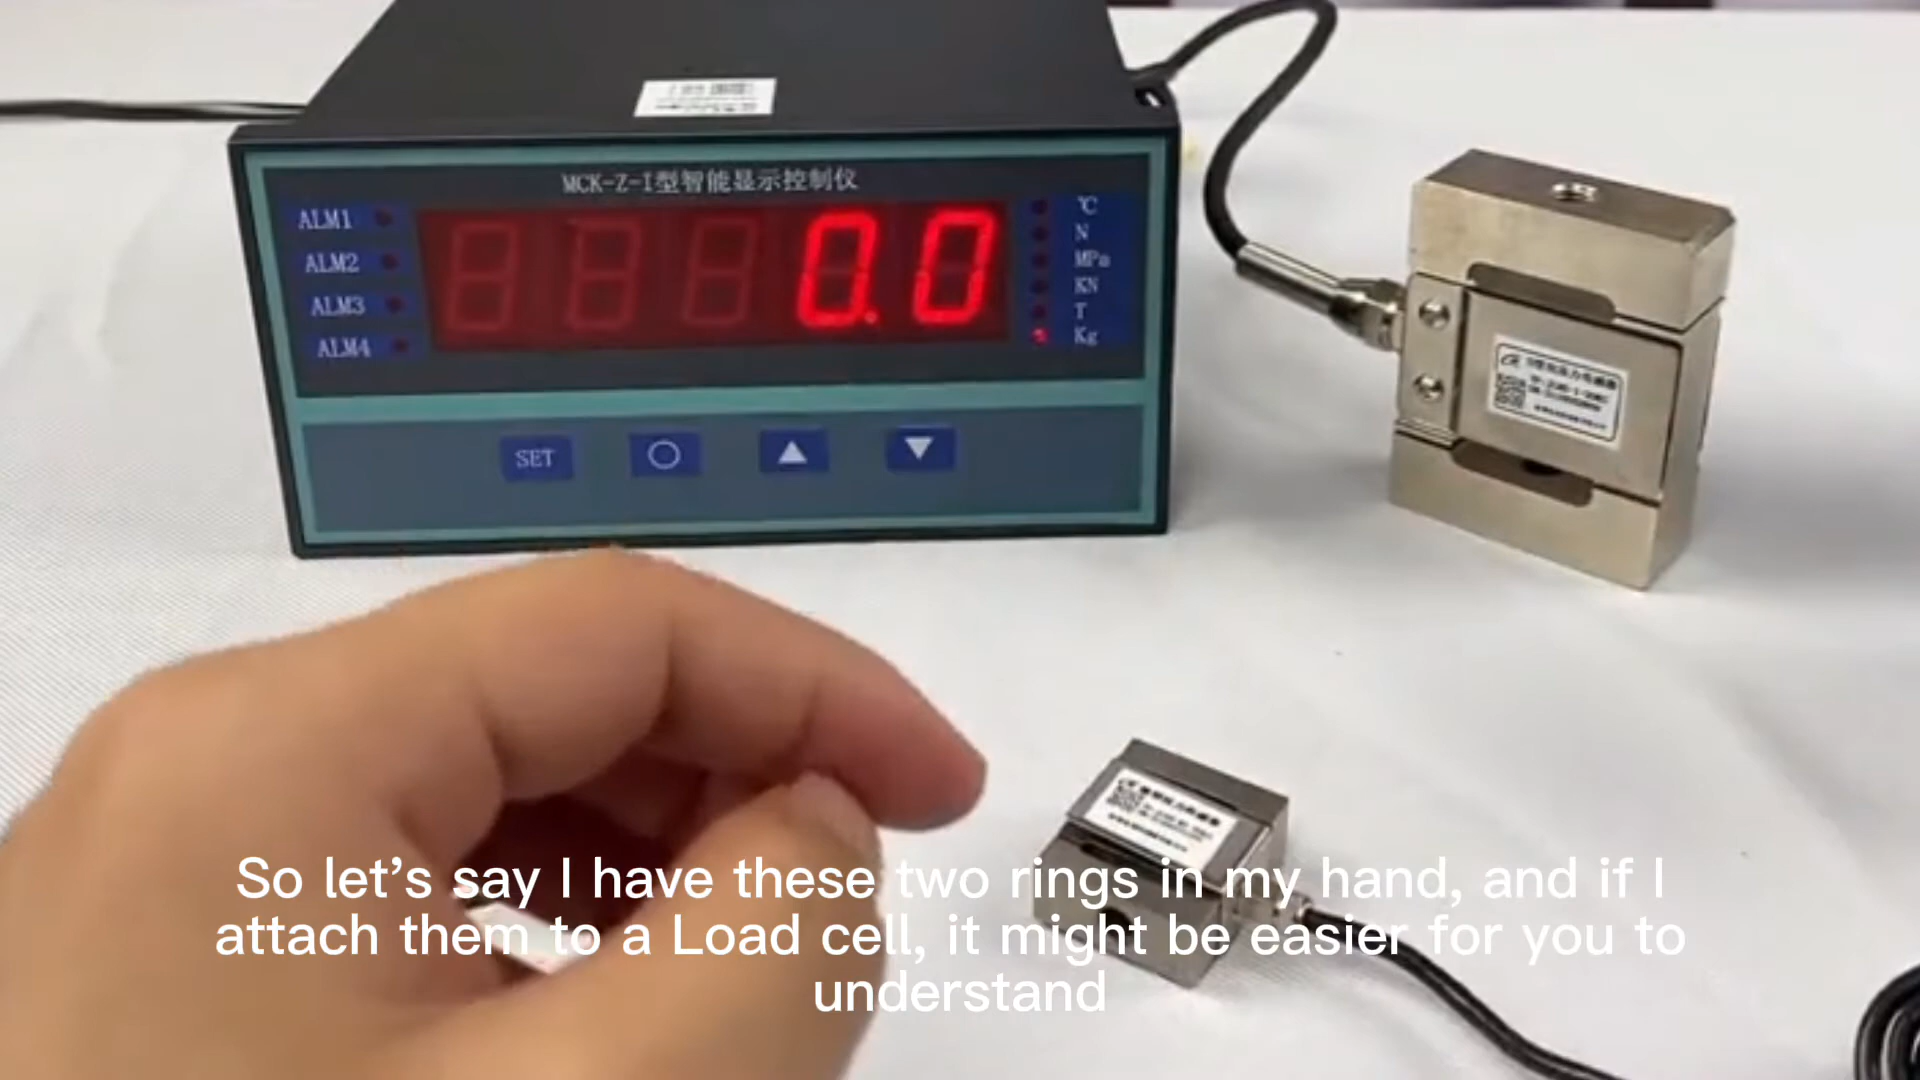 MCK-Z-I型智能显示控制仪
ALM1
ALM2
ALM3
ALM4
0.0
℃
N
MPa
KN
T
Kg
SET
So let’s say I have these two rings in my hand, and if I
attach them to a Load cell, it might be easier for you to
understand